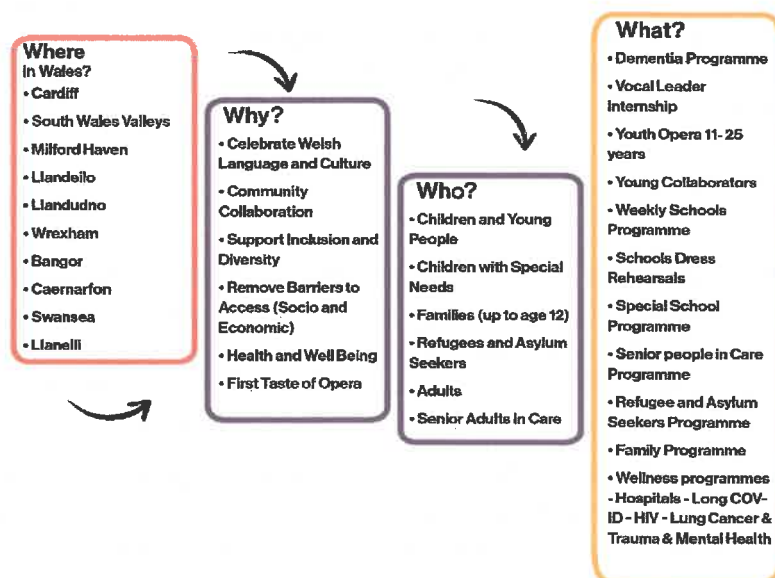 Where
in Wales?
• Cardiff
• South Wales Valleys
• Milford Haven
• Llandeilo
• Llandudno
• Wrexham
• Bangor
• Caernarfon
• Swansea
• Llanelli
Why?
• Celebrate Welsh
Language and Culture
• Community
Collaboration
• Support Inclusion and
Diversity
• Remove Barriers to
Access (Socio and
Economic)
• Health and Well Being
• First Taste of Opera
Who?
• Children and Young
People
• Children with Special
Needs
• Families (up to age 12)
• Refugees and Asylum
Seekers
• Adults
• Senior Adults in Care
What?
• Dementia Programme
• Vocal Leader
Internship
• Youth Opera 11- 25
years
• Young Collaborators
• Weekly Schools
Programme
• Schools Dress
Rehearsals
• Special School
Programme
• Senior people in Care
Programme
• Refugee and Asylum
Seekers Programme
• Family Programme
• Wellness programmes
- Hospitals - Long COV-
ID - HIV - Lung Cancer &
Trauma & Mental Health